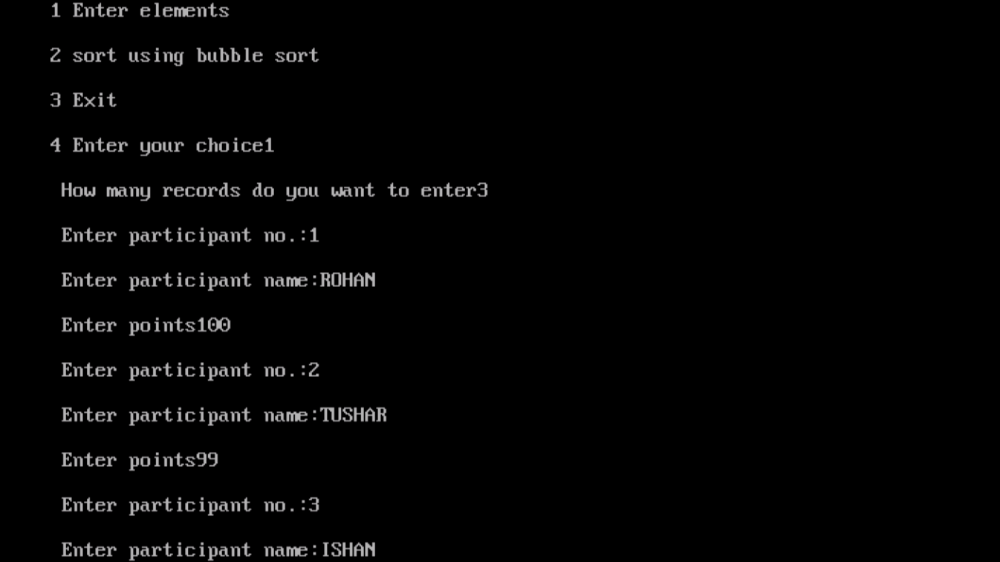 1 Enter elements
2 sort using bubble sort
3 Exit
4 Enter your choice1
How many records do you want to enter3
Enter participant no.:1
Enter participant name:ROHAN
Enter points100
Enter participant no.:2
Enter participant name:TUSHAR
Enter points99
Enter participant no.:3
Enter participant name:ISHAN